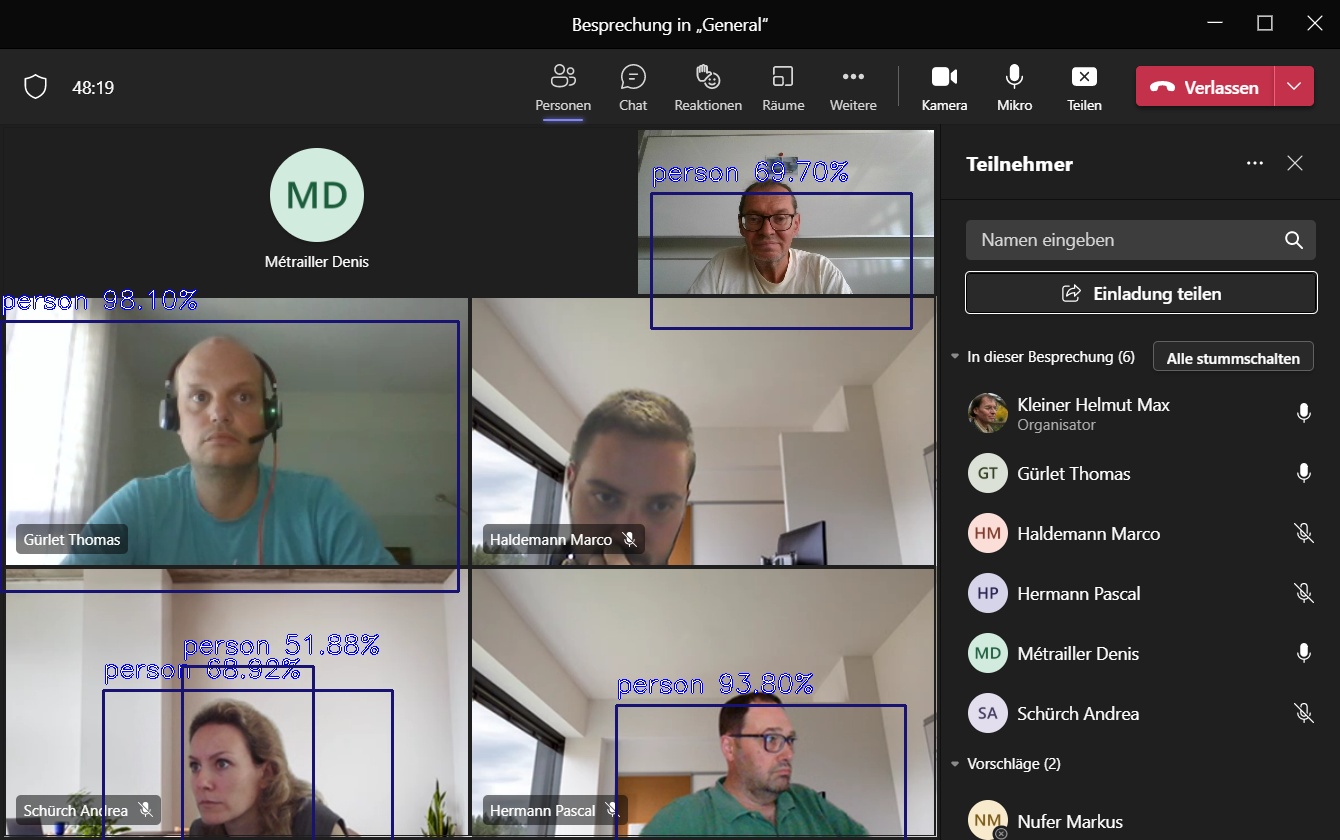 Besprechung in „General“
48:19
Personen
Chat
Reaktionen
Räume
Weitere
Kamera
Mikro
Teilen
Verlassen
MD
Métrailler Denis
person 69.70%
person 98.10%
Gürlet Thomas
Haldemann Marco
person 51.88%
person 68.92%
Schürch Andrea
person 93.80%
Hermann Pascal
Teilnehmer
Namen eingeben
Einladung teilen
In dieser Besprechung (6)
Alle stummschalten
Kleiner Helmut Max
Organisator
GT Gürlet Thomas
HM Haldemann Marco
HP Hermann Pascal
MD Métrailler Denis
SA Schürch Andrea
Vorschläge (2)
NM Nufer Markus